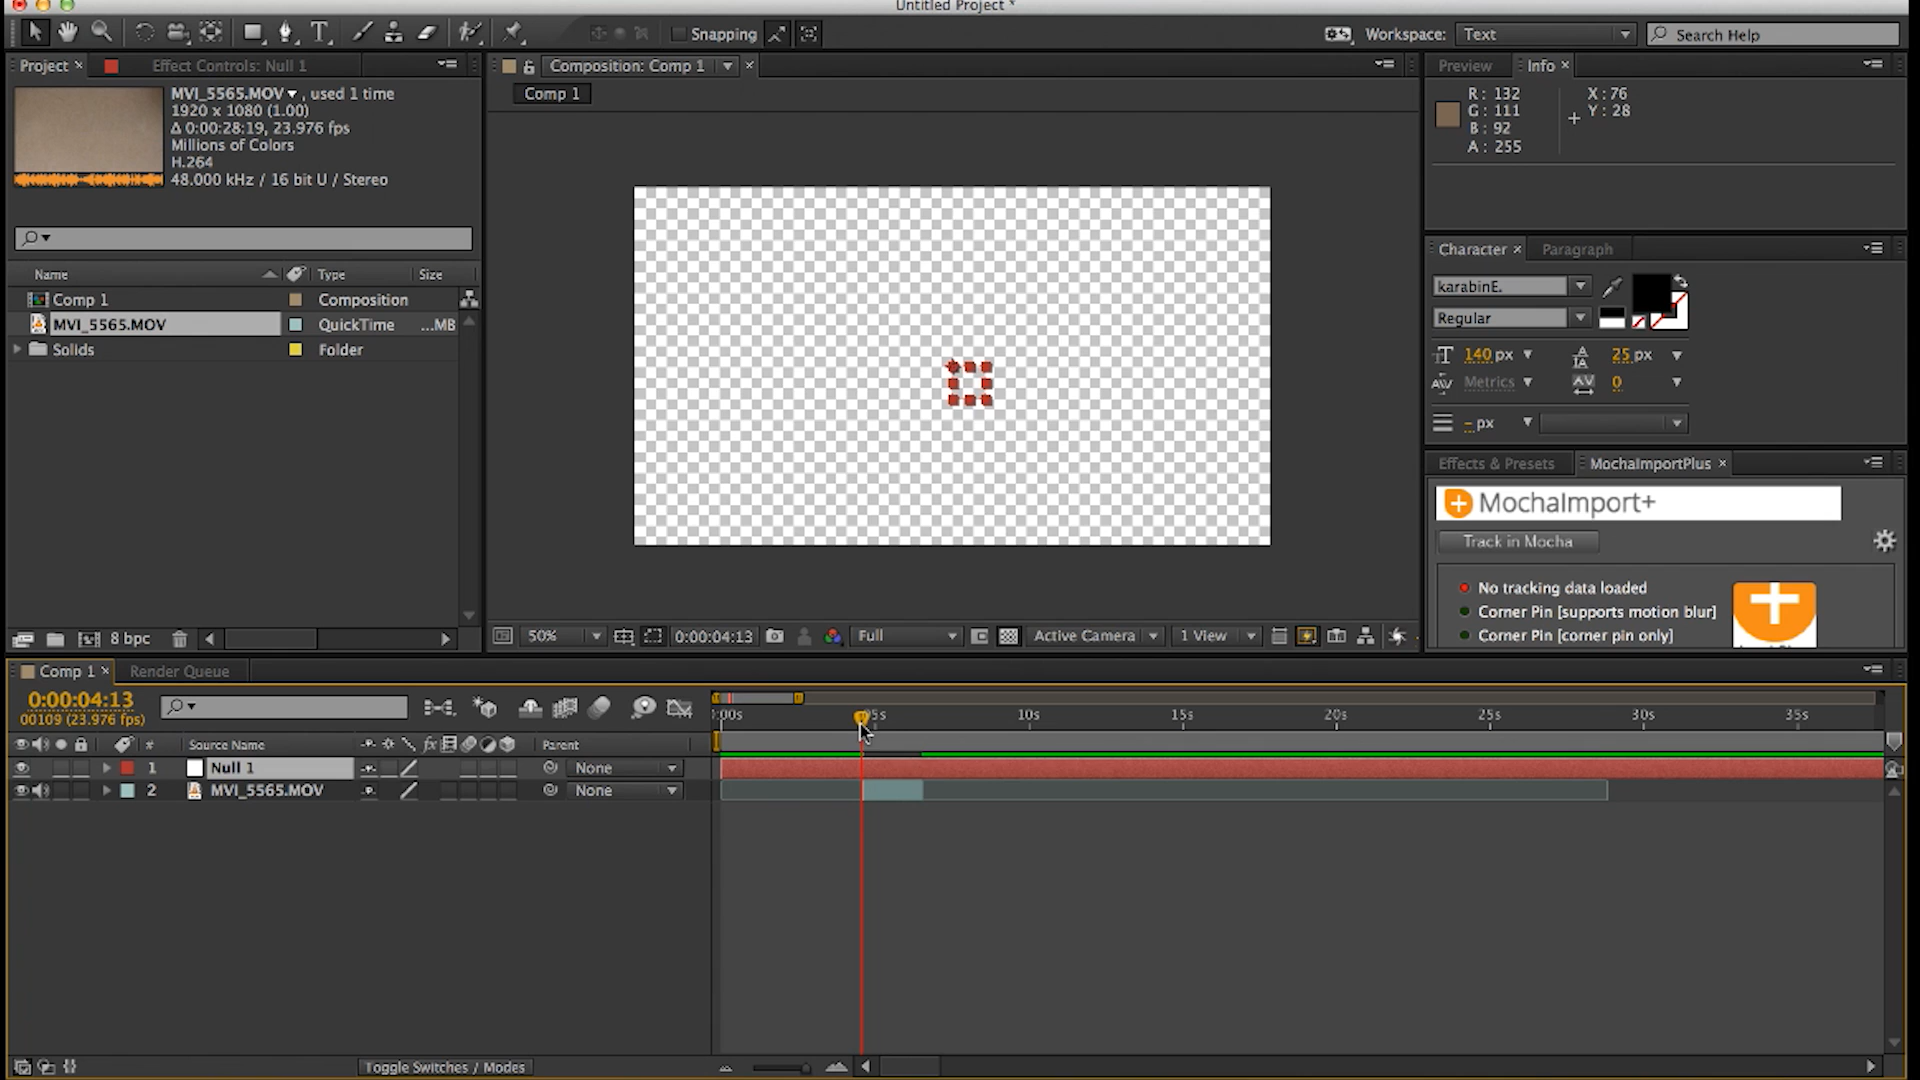 Untitled Project *
Snapping
Workspace: Text
Search Help
Project × Effect Controls: Null 1
Composition: Comp 1 ×
Preview Info ×
MVI_5565.MOV , used 1 time
1920 x 1080 (1.00)
Δ 0:00:28:19, 23.976 fps
Millions of Colors
H.264
48.000 kHz / 16 bit U / Stereo
Comp 1
R: 132
G: 111
B: 92
A: 255
X: 76
Y: 28
Name Type Size
Comp 1 Composition
MVI_5565.MOV QuickTime ...MB
Solids Folder
Character × Paragraph
karabinE.
Regular
140 px 25 px
Metrics 0
- px
Effects & Presets MochaImportPlus ×
MochaImport+
Track in Mocha
No tracking data loaded
Corner Pin [supports motion blur]
Corner Pin [corner pin only]
8 bpc
50% 0:00:04:13 Full Active Camera 1 View
Comp 1 × Render Queue
0:00:04:13
00109 (23.976 fps)
:00s 05s 10s 15s 20s 25s 30s 35s
# Source Name fx Parent
1 Null 1 None
2 MVI_5565.MOV None
Toggle Switches / Modes